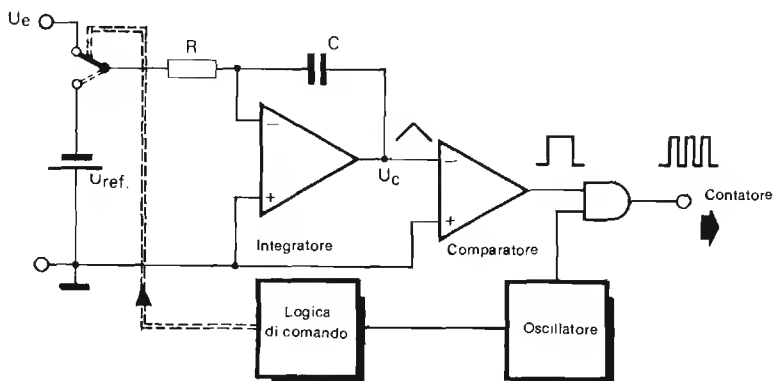 Ue
R
C
Uref.
−
+
Uc
−
+
Integratore
Comparatore
Contatore
Logica
di comando
Oscillatore